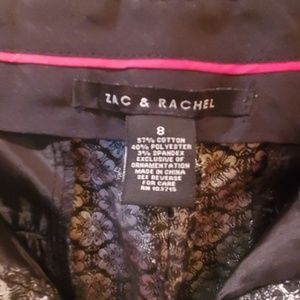 ZAC & RACHEL
8
57% COTTON
40% POLYESTER
3% SPANDEX
EXCLUSIVE OF
ORNAMENTATION
MADE IN CHINA
SEE REVERSE
FOR CARE
RN 103715